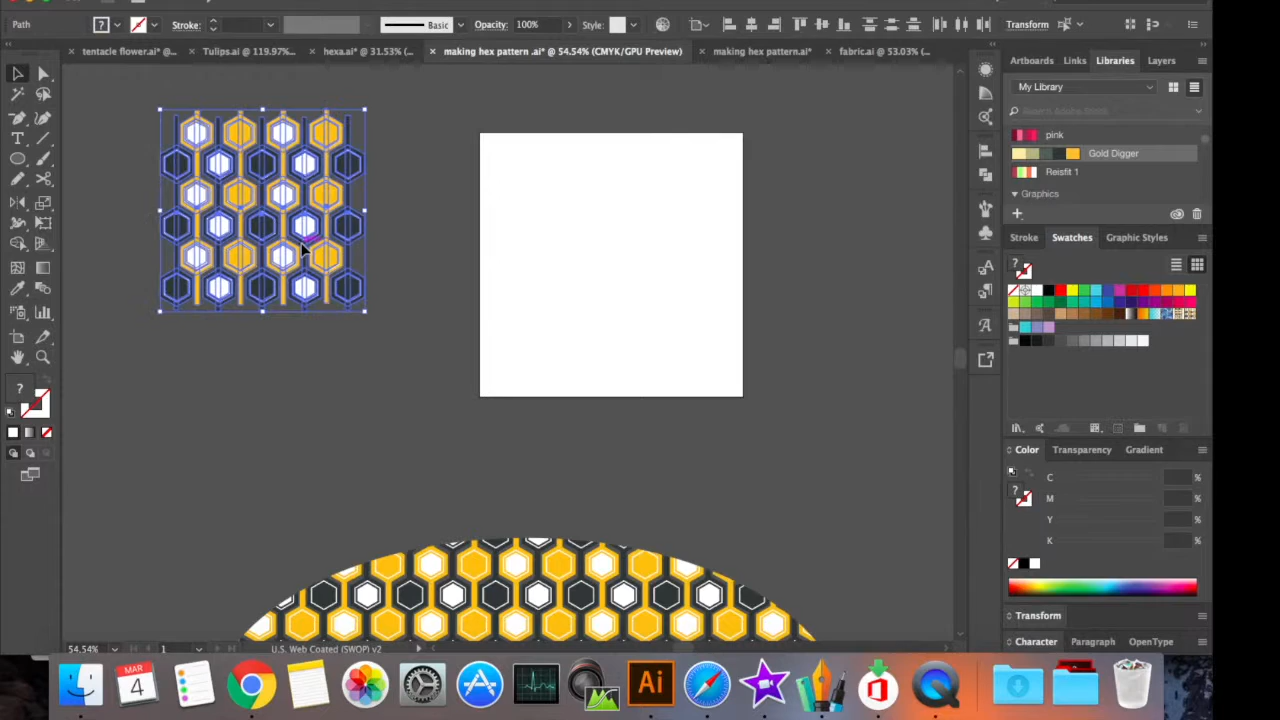 Path
Stroke:
Basic
Opacity:
100%
Style:
Transform
tentacle flower.ai* @...
Tulips.ai @ 119.97%...
hexa.ai* @ 31.53% (...
making hex pattern .ai* @ 54.54% (CMYK/GPU Preview)
making hex pattern.ai*
fabric.ai @ 53.03% (...
Artboards
Links
Libraries
Layers
My Library
Search Adobe Stock
pink
Gold Digger
Reisfit 1
Graphics
Stroke
Swatches
Graphic Styles
?
?
Color
Transparency
Gradient
?
C
%
M
%
Y
%
K
%
Transform
Character
Paragraph
OpenType
54.54%
1
U.S. Web Coated (SWOP) v2
MAR
4
Ai